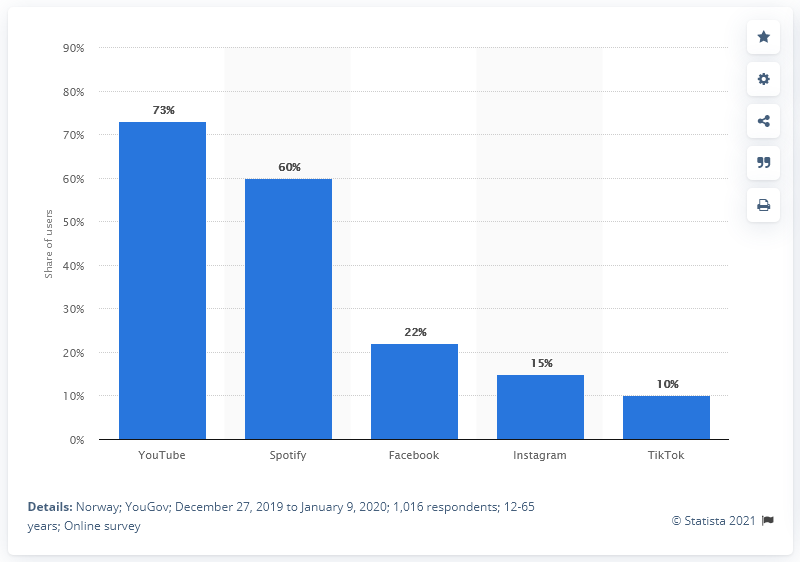 90%
80%
70%
60%
50%
40%
30%
20%
10%
0%
Share of users
73%
60%
22%
15%
10%
YouTube
Spotify
Facebook
Instagram
TikTok
Details: Norway; YouGov; December 27, 2019 to January 9, 2020; 1,016 respondents; 12-65
years; Online survey
© Statista 2021